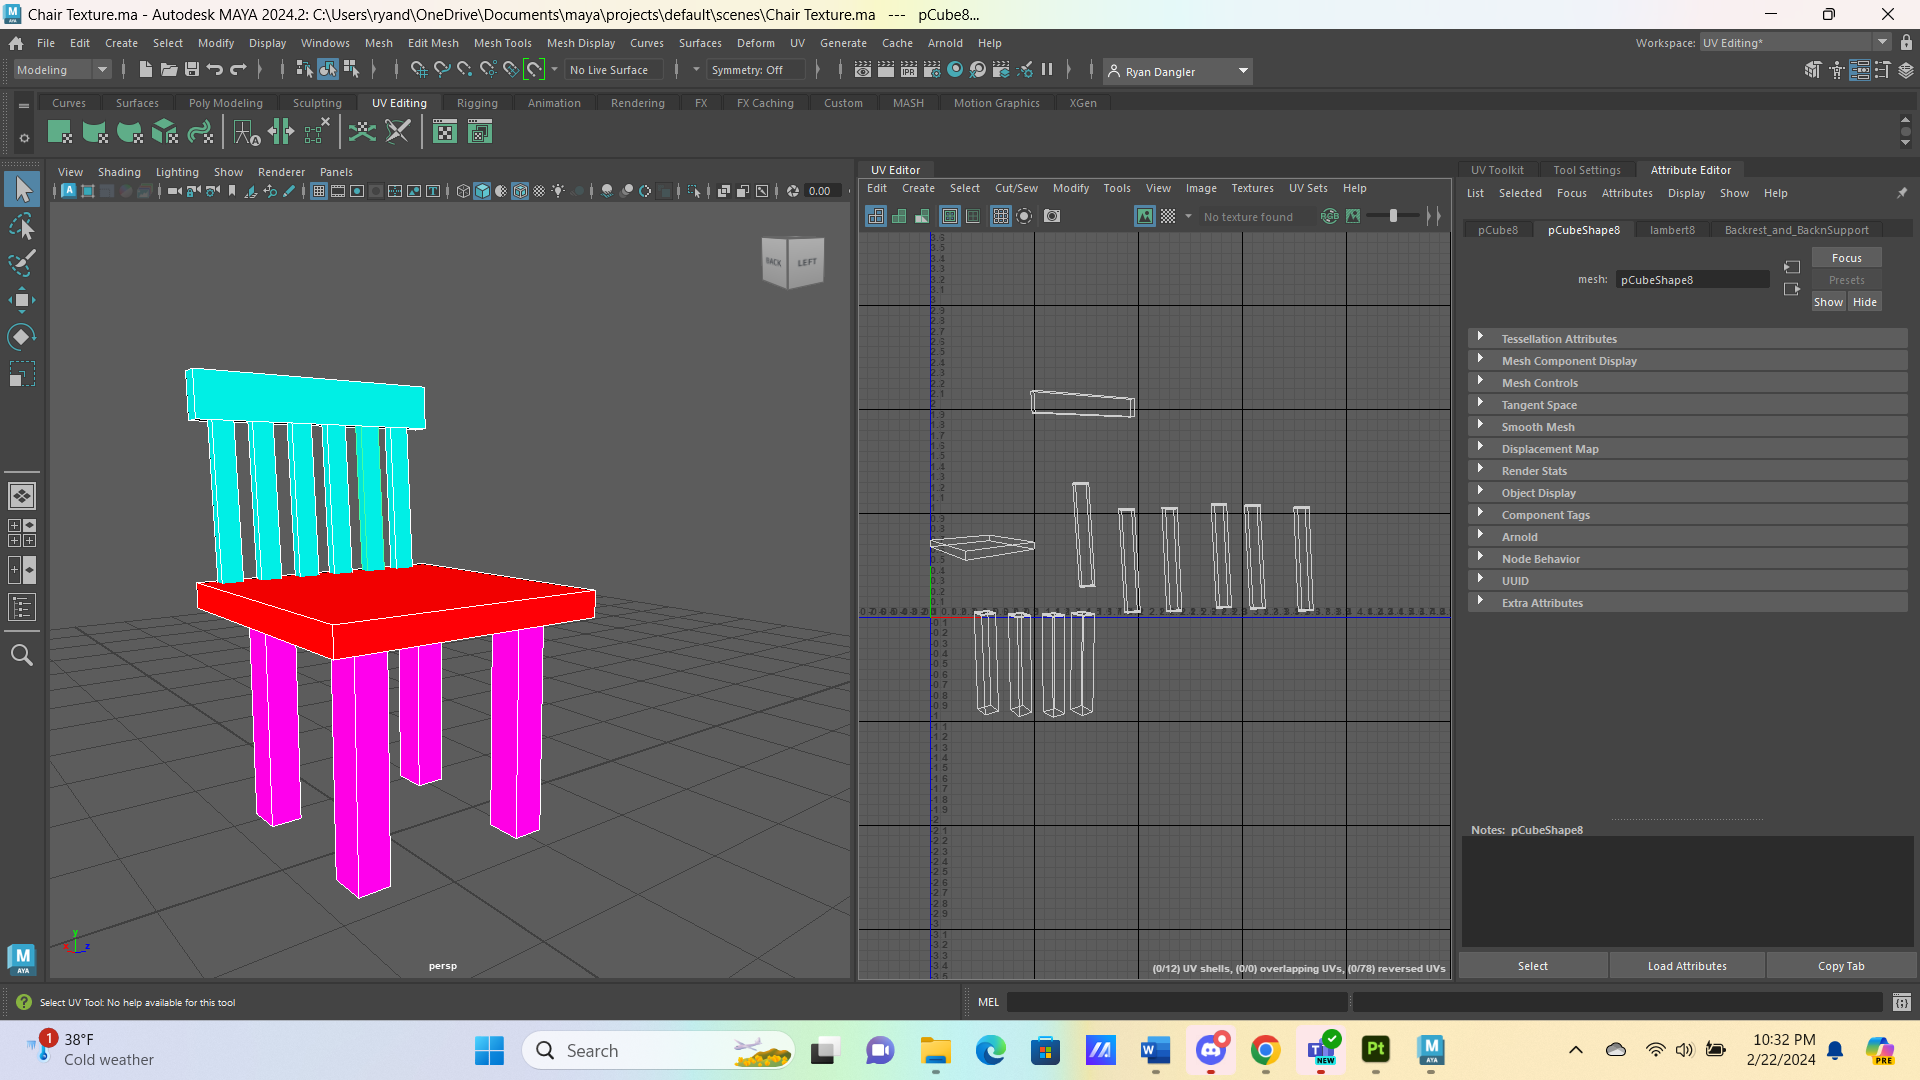 Chair Texture.ma - Autodesk MAYA 2024.2: C:\Users\ryand\OneDrive\Documents\maya\projects\default\scenes\Chair Texture.ma --- pCube8...
File Edit Create Select Modify Display Windows Mesh Edit Mesh Mesh Tools Mesh Display Curves Surfaces Deform UV Generate Cache Arnold Help
Workspace: UV Editing*
Modeling
No Live Surface
Symmetry: Off
IPR
Ryan Dangler
Curves Surfaces Poly Modeling Sculpting UV Editing Rigging Animation Rendering FX FX Caching Custom MASH Motion Graphics XGen
View Shading Lighting Show Renderer Panels
0.00
BACK LEFT
persp
y
z
UV Editor
Edit Create Select Cut/Sew Modify Tools View Image Textures UV Sets Help
No texture found
RGB
(0/12) UV shells, (0/0) overlapping UVs, (0/78) reversed UVs
UV Toolkit Tool Settings Attribute Editor
List Selected Focus Attributes Display Show Help
pCube8 pCubeShape8 lambert8 Backrest_and_BacknSupport
mesh: pCubeShape8
Focus
Presets
Show Hide
Tessellation Attributes
Mesh Component Display
Mesh Controls
Tangent Space
Smooth Mesh
Displacement Map
Render Stats
Object Display
Component Tags
Arnold
Node Behavior
UUID
Extra Attributes
Notes: pCubeShape8
Select Load Attributes Copy Tab
M
AYA
Select UV Tool: No help available for this tool
MEL
1
38°F
Cold weather
Search
W
NEW
Pt
M
AYA
10:32 PM
2/22/2024
PRE